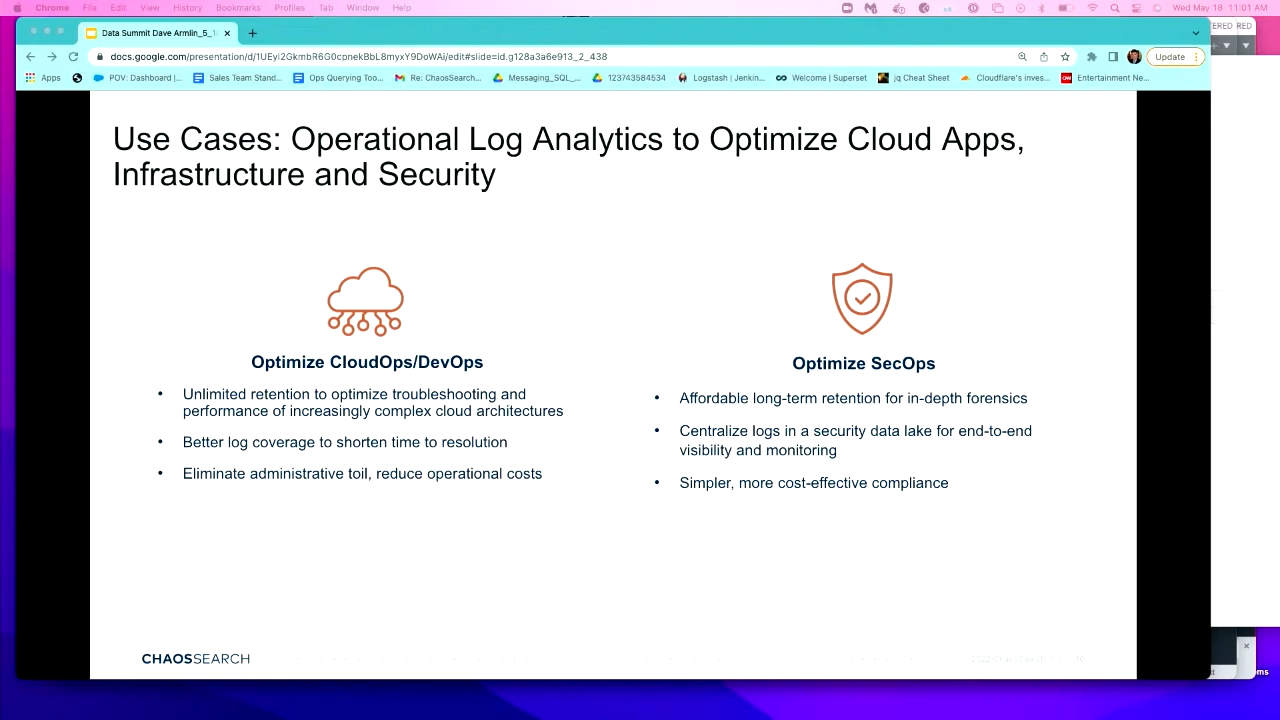 Chrome File Edit View History Bookmarks Profiles Tab Window Help
Wed May 18 11:01 AM
Data Summit Dave Armlin_5_1
ERED RED
docs.google.com/presentation/d/1UEyl2GkmbR6G0cpnekBbL8myxY9DoWAi/edit#slide=id.g128a3a6e913_2_438
Update
Apps POV: Dashboard |... Sales Team Stand... Ops Querying Too... Re: ChaosSearch... Messaging_SQL_... 123743584534 Logstash | Jenkin... Welcome | Superset jq Cheat Sheet Cloudflare's inves... Entertainment Ne...
Use Cases: Operational Log Analytics to Optimize Cloud Apps,
Infrastructure and Security
Optimize CloudOps/DevOps
• Unlimited retention to optimize troubleshooting and
performance of increasingly complex cloud architectures
• Better log coverage to shorten time to resolution
• Eliminate administrative toil, reduce operational costs
Optimize SecOps
• Affordable long-term retention for in-depth forensics
• Centralize logs in a security data lake for end-to-end
visibility and monitoring
• Simpler, more cost-effective compliance
CHAOSSEARCH